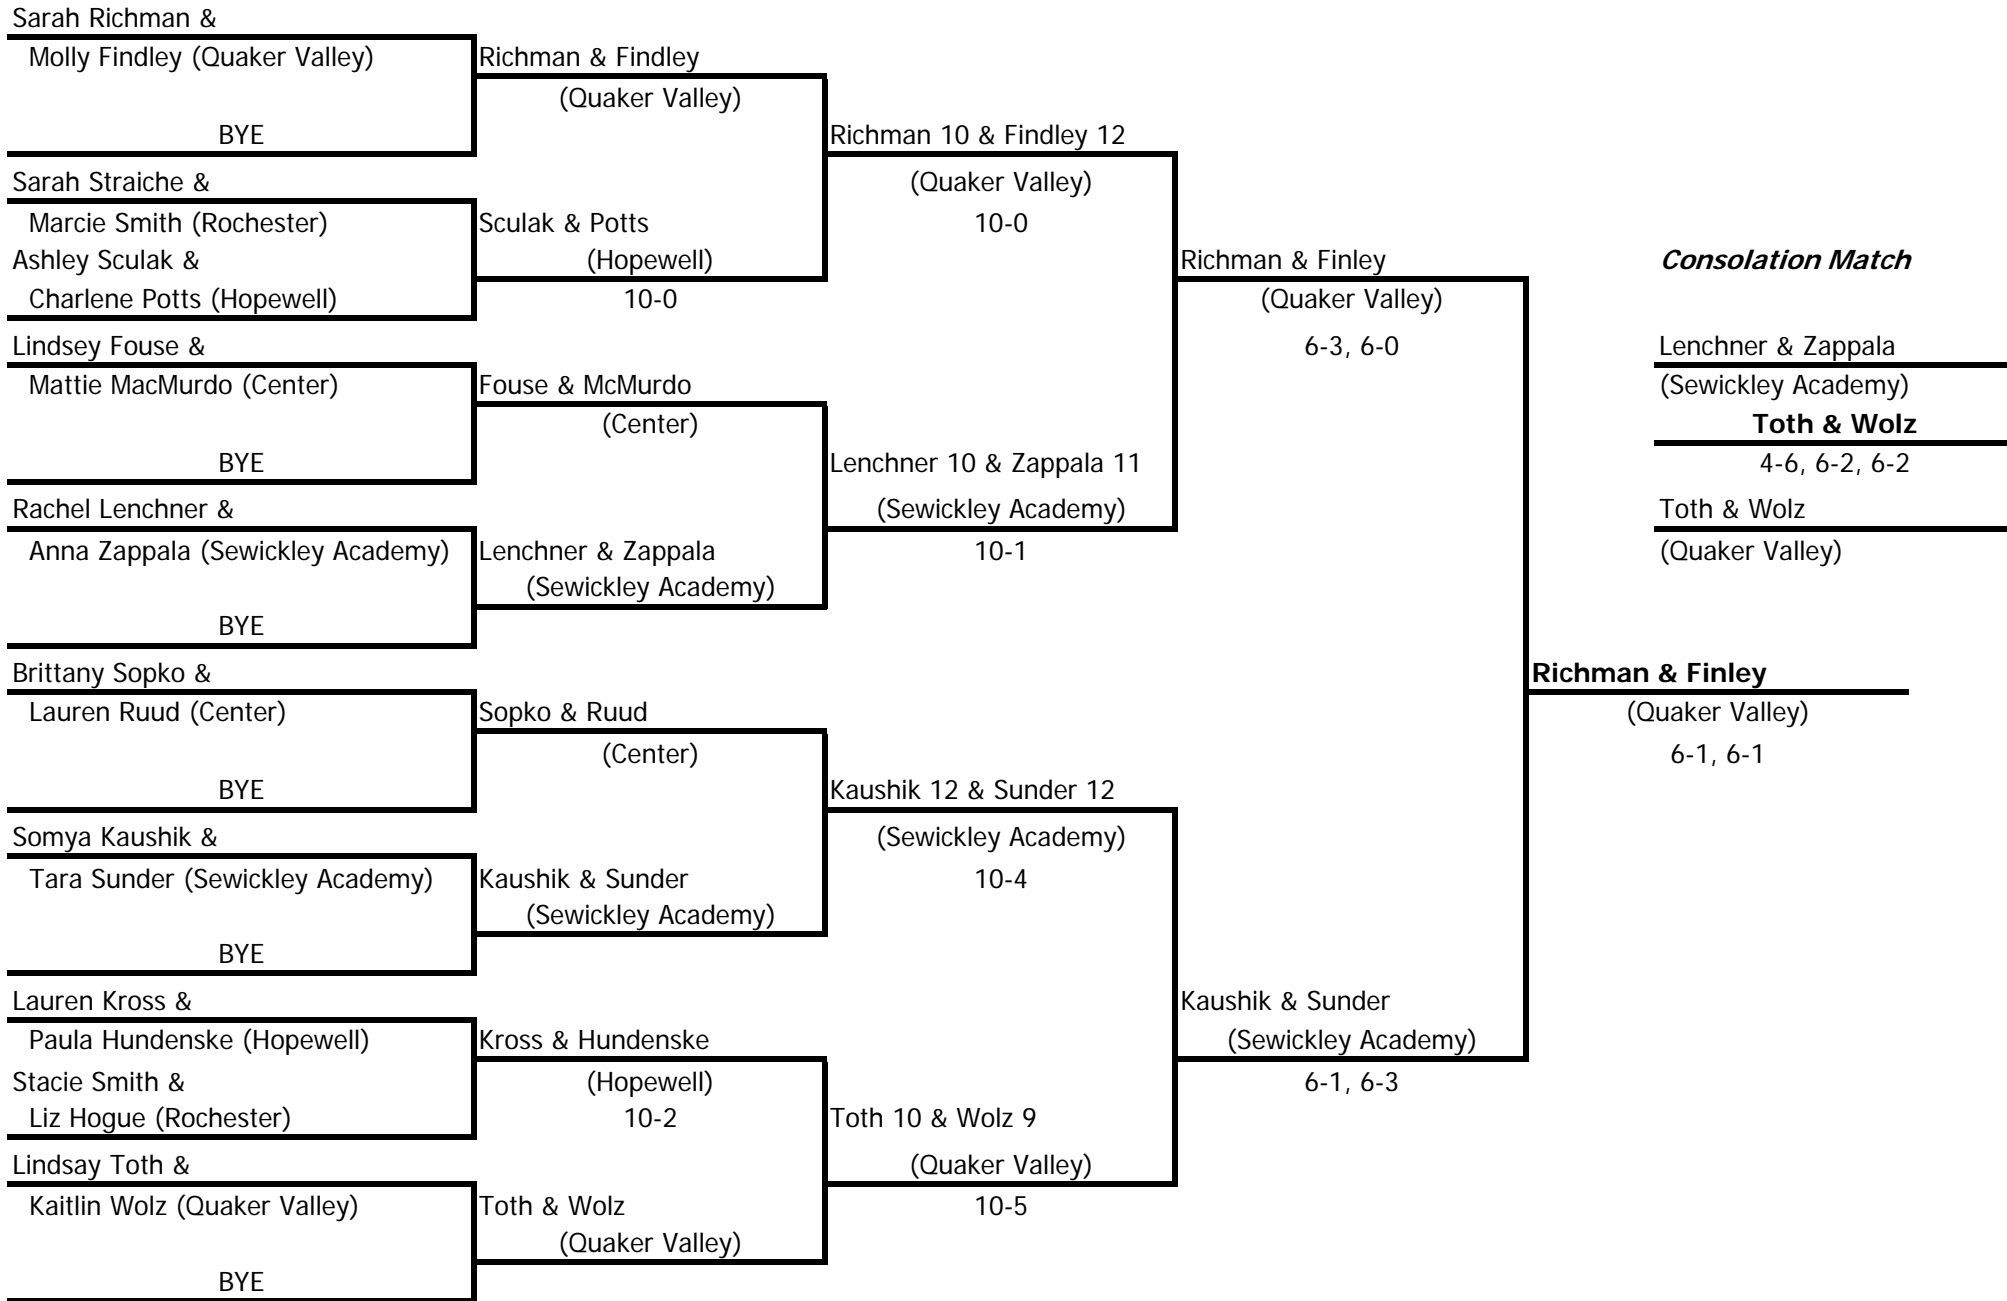 Sarah Richman &
Molly Findley (Quaker Valley)
BYE
Sarah Straiche &
Marcie Smith (Rochester)
Ashley Sculak &
Charlene Potts (Hopewell)
Lindsey Fouse &
Mattie MacMurdo (Center)
BYE
Rachel Lenchner &
Anna Zappala (Sewickley Academy)
BYE
Brittany Sopko &
Lauren Ruud (Center)
BYE
Somya Kaushik &
Tara Sunder (Sewickley Academy)
BYE
Lauren Kross &
Paula Hundenske (Hopewell)
Stacie Smith &
Liz Hogue (Rochester)
Lindsay Toth &
Kaitlin Wolz (Quaker Valley)
BYE
Richman & Findley
(Quaker Valley)
Sculak & Potts
(Hopewell)
10-0
Fouse & McMurdo
(Center)
Lenchner & Zappala
(Sewickley Academy)
Sopko & Ruud
(Center)
Kaushik & Sunder
(Sewickley Academy)
Kross & Hundenske
(Hopewell)
10-2
Toth & Wolz
(Quaker Valley)
Richman 10 & Findley 12
(Quaker Valley)
10-0
Lenchner 10 & Zappala 11
(Sewickley Academy)
10-1
Kaushik 12 & Sunder 12
(Sewickley Academy)
10-4
Toth 10 & Wolz 9
(Quaker Valley)
10-5
Richman & Finley
(Quaker Valley)
6-3, 6-0
Kaushik & Sunder
(Sewickley Academy)
6-1, 6-3
Richman & Finley
(Quaker Valley)
6-1, 6-1
Consolation Match
Lenchner & Zappala
(Sewickley Academy)
Toth & Wolz
4-6, 6-2, 6-2
Toth & Wolz
(Quaker Valley)